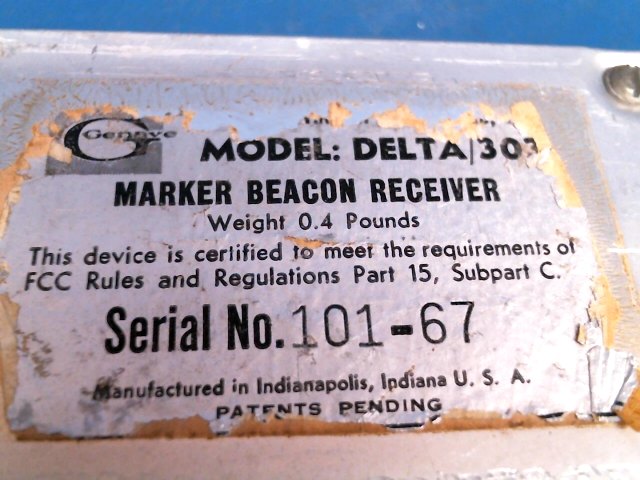 Genave
MODEL: DELTA/303
MARKER BEACON RECEIVER
Weight 0.4 Pounds
This device is certified to meet the requirements of
FCC Rules and Regulations Part 15, Subpart C.
Serial No. 101-67
Manufactured in Indianapolis, Indiana U. S. A.
PATENTS PENDING